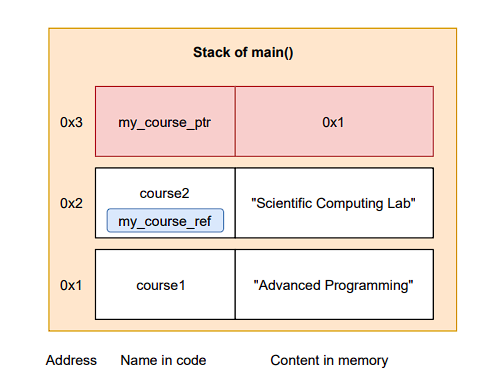 Stack of main()
0x3 my_course_ptr 0x1
0x2 course2 "Scientific Computing Lab"
my_course_ref
0x1 course1 "Advanced Programming"
Address Name in code Content in memory